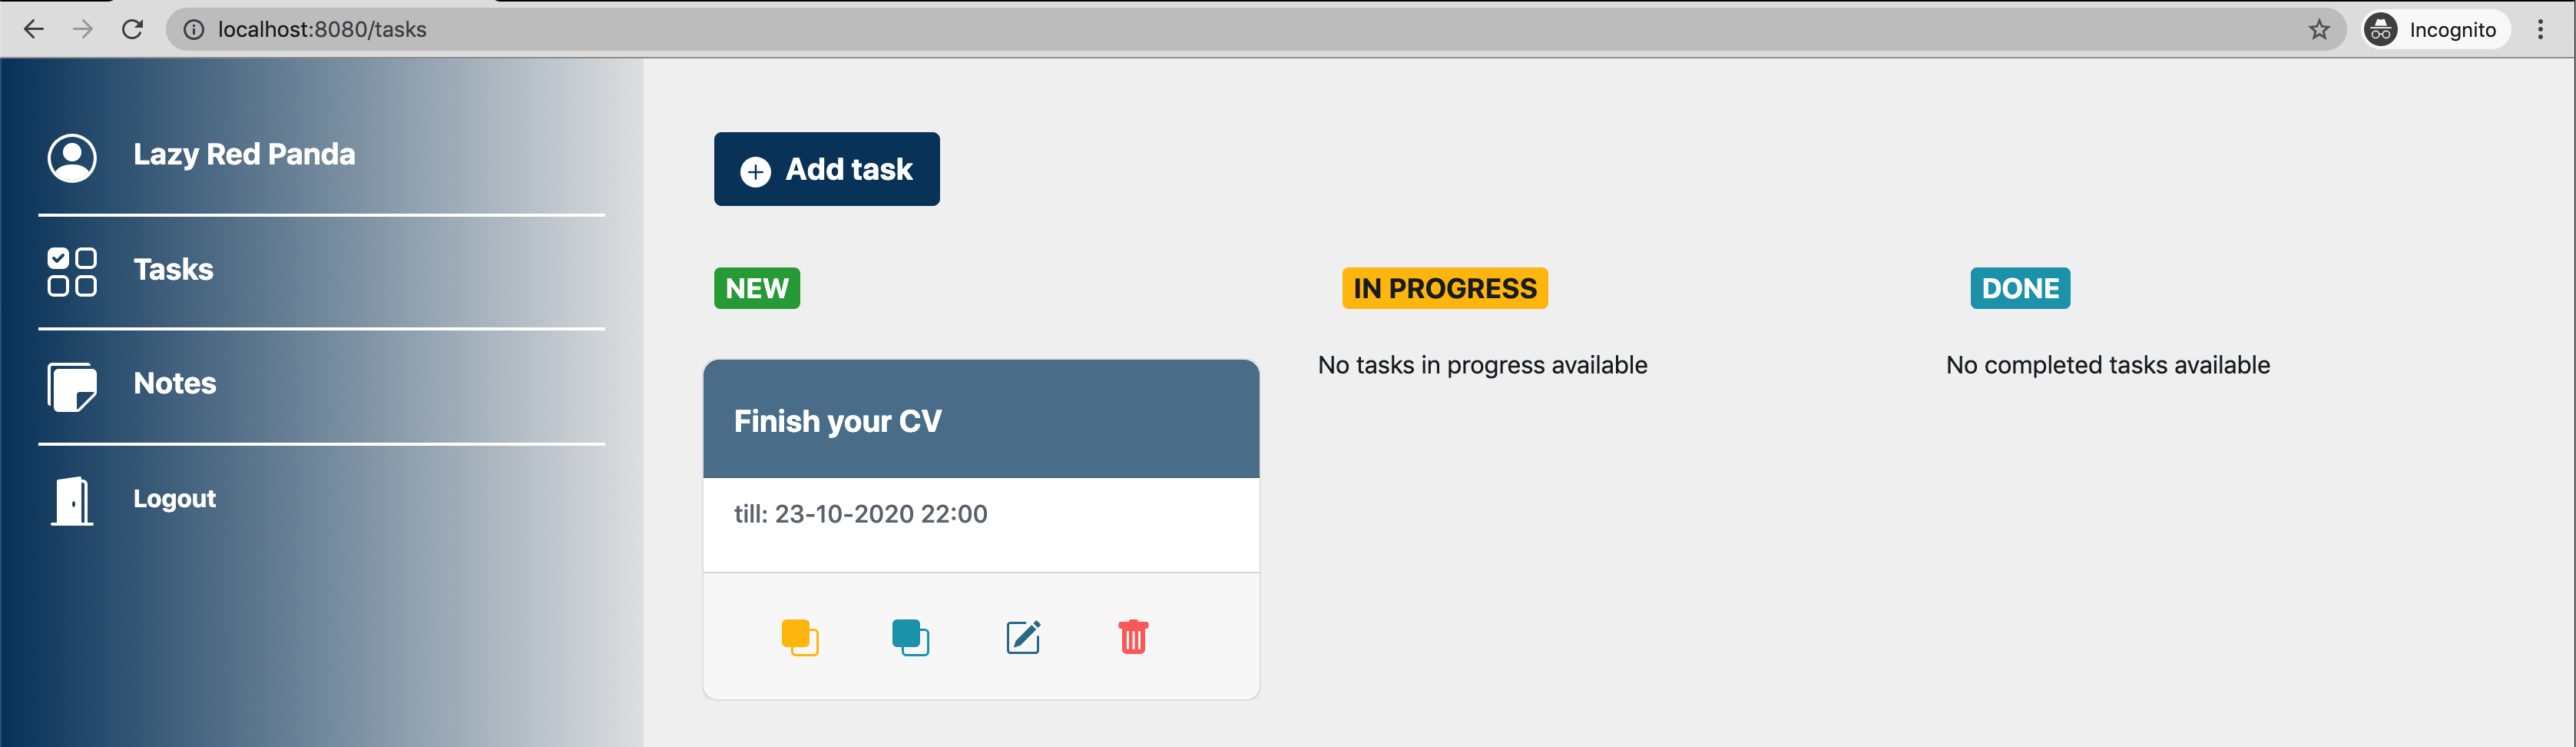 localhost:8080/tasks
Incognito
Lazy Red Panda
Tasks
Notes
Logout
Add task
NEW
IN PROGRESS
DONE
Finish your CV
till: 23-10-2020 22:00
No tasks in progress available
No completed tasks available